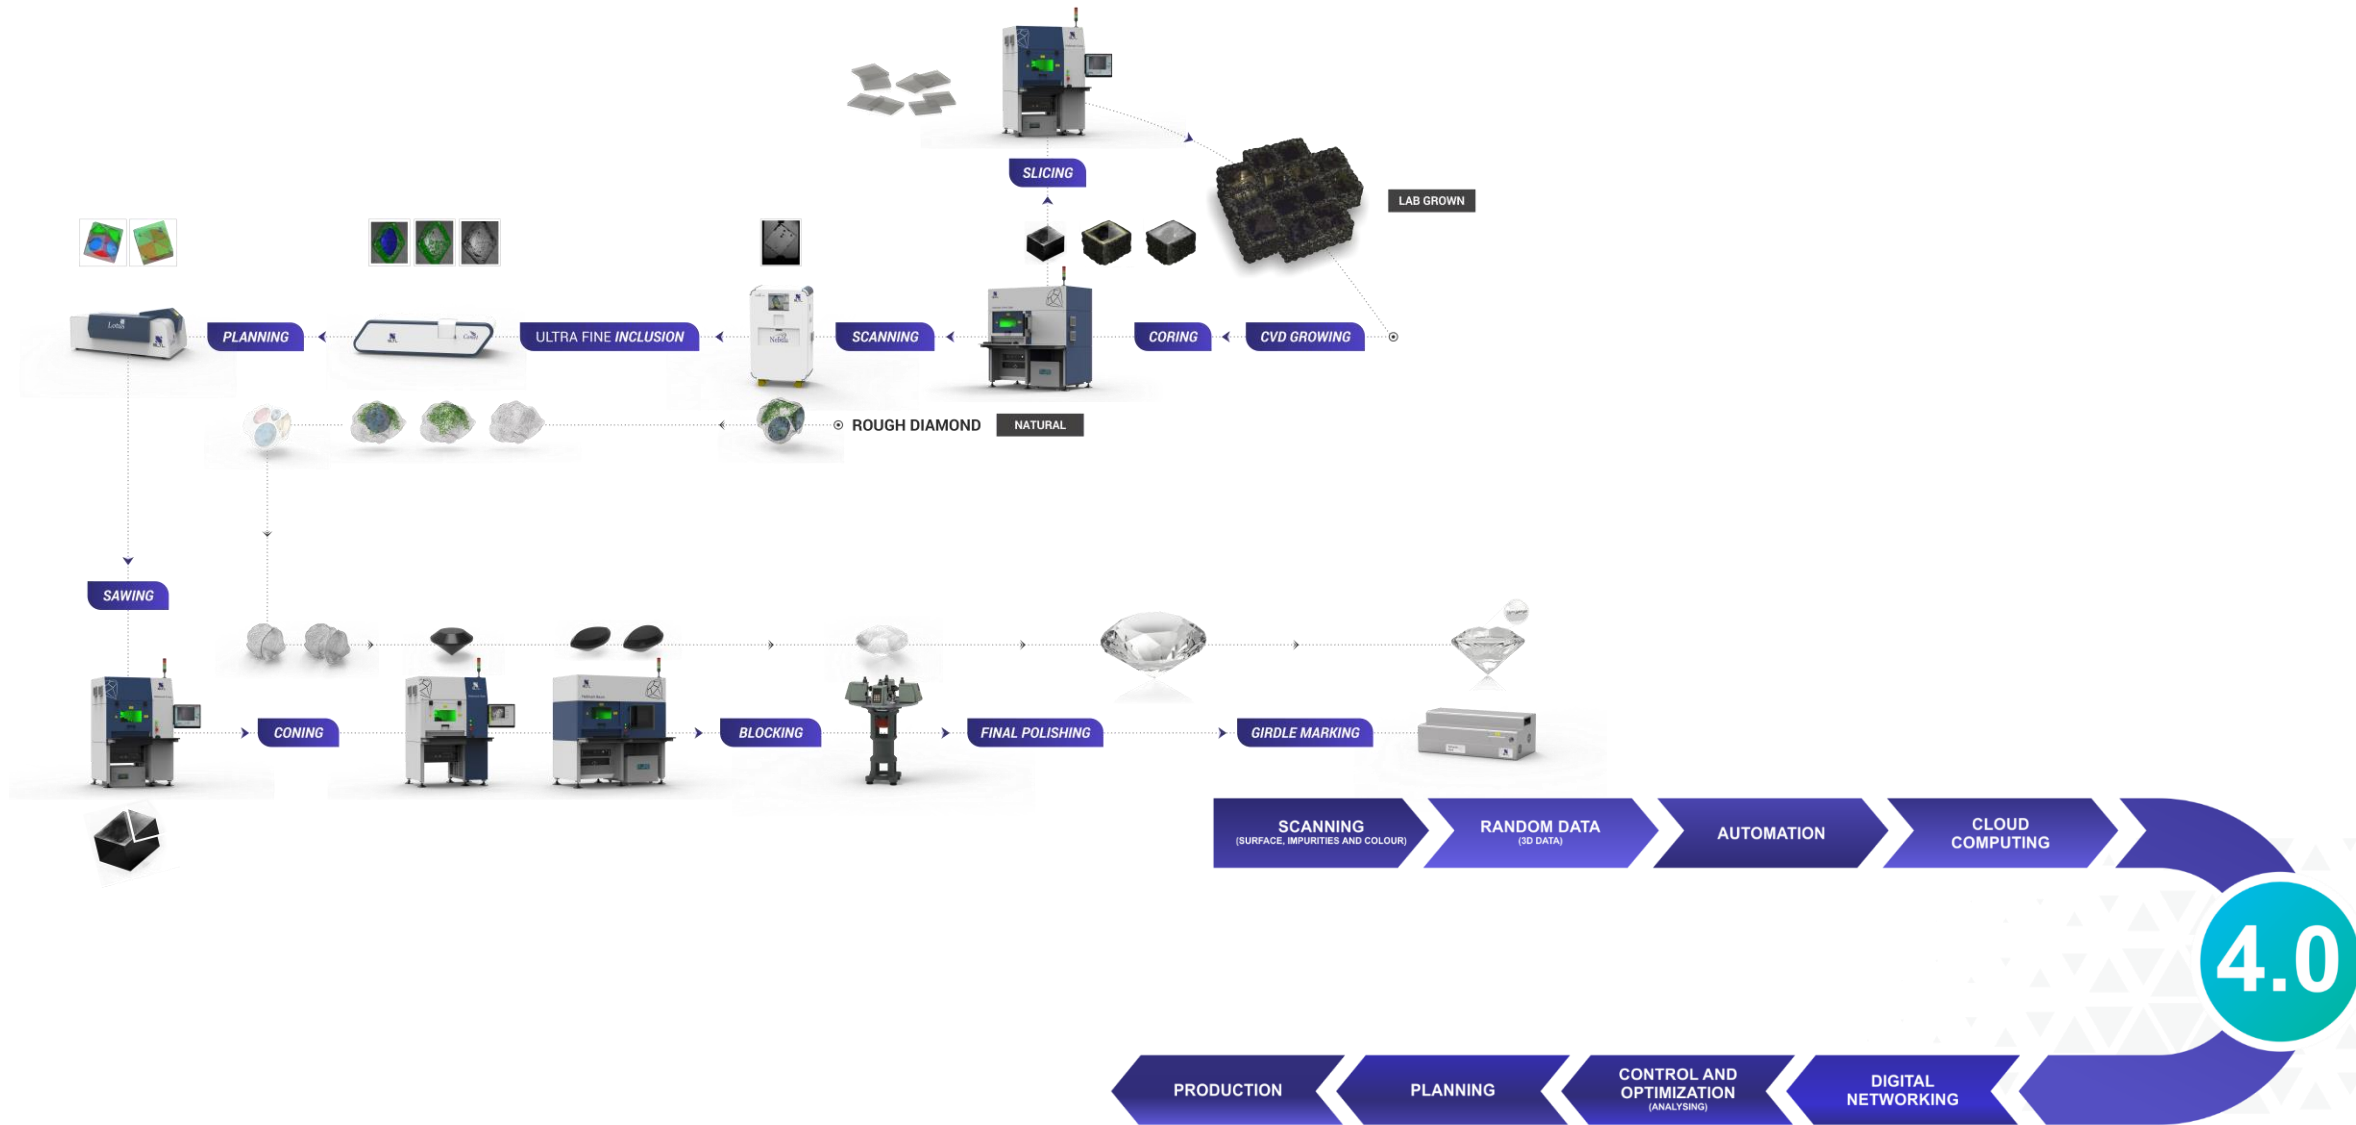 SLICING
LAB GROWN
PLANNING
ULTRA FINE INCLUSION
SCANNING
CORING
CVD GROWING
ROUGH DIAMOND
NATURAL
SAWING
CONING
BLOCKING
FINAL POLISHING
GIRDLE MARKING
SCANNING
(SURFACE, IMPURITIES AND COLOUR)
RANDOM DATA
(3D DATA)
AUTOMATION
CLOUD
COMPUTING
4.0
PRODUCTION
PLANNING
CONTROL AND
OPTIMIZATION
(ANALYSING)
DIGITAL
NETWORKING